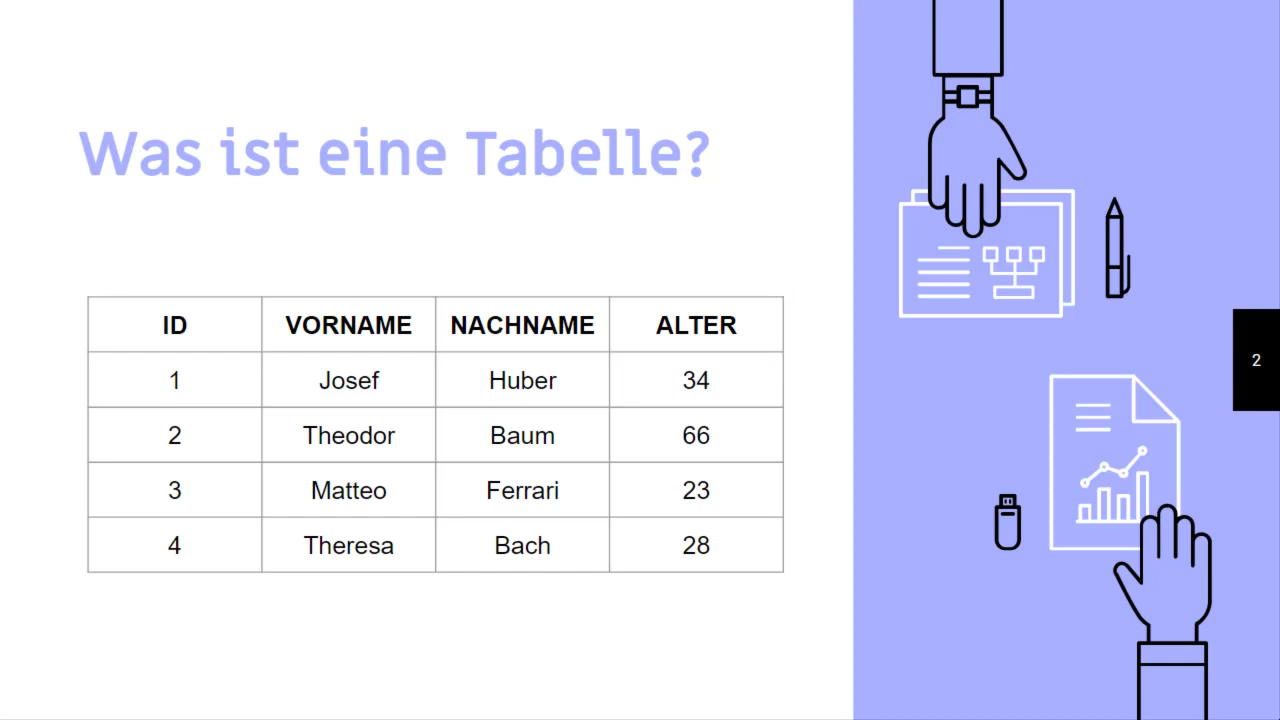 Was ist eine Tabelle?
ID VORNAME NACHNAME ALTER
1 Josef Huber 34
2 Theodor Baum 66
3 Matteo Ferrari 23
4 Theresa Bach 28
2